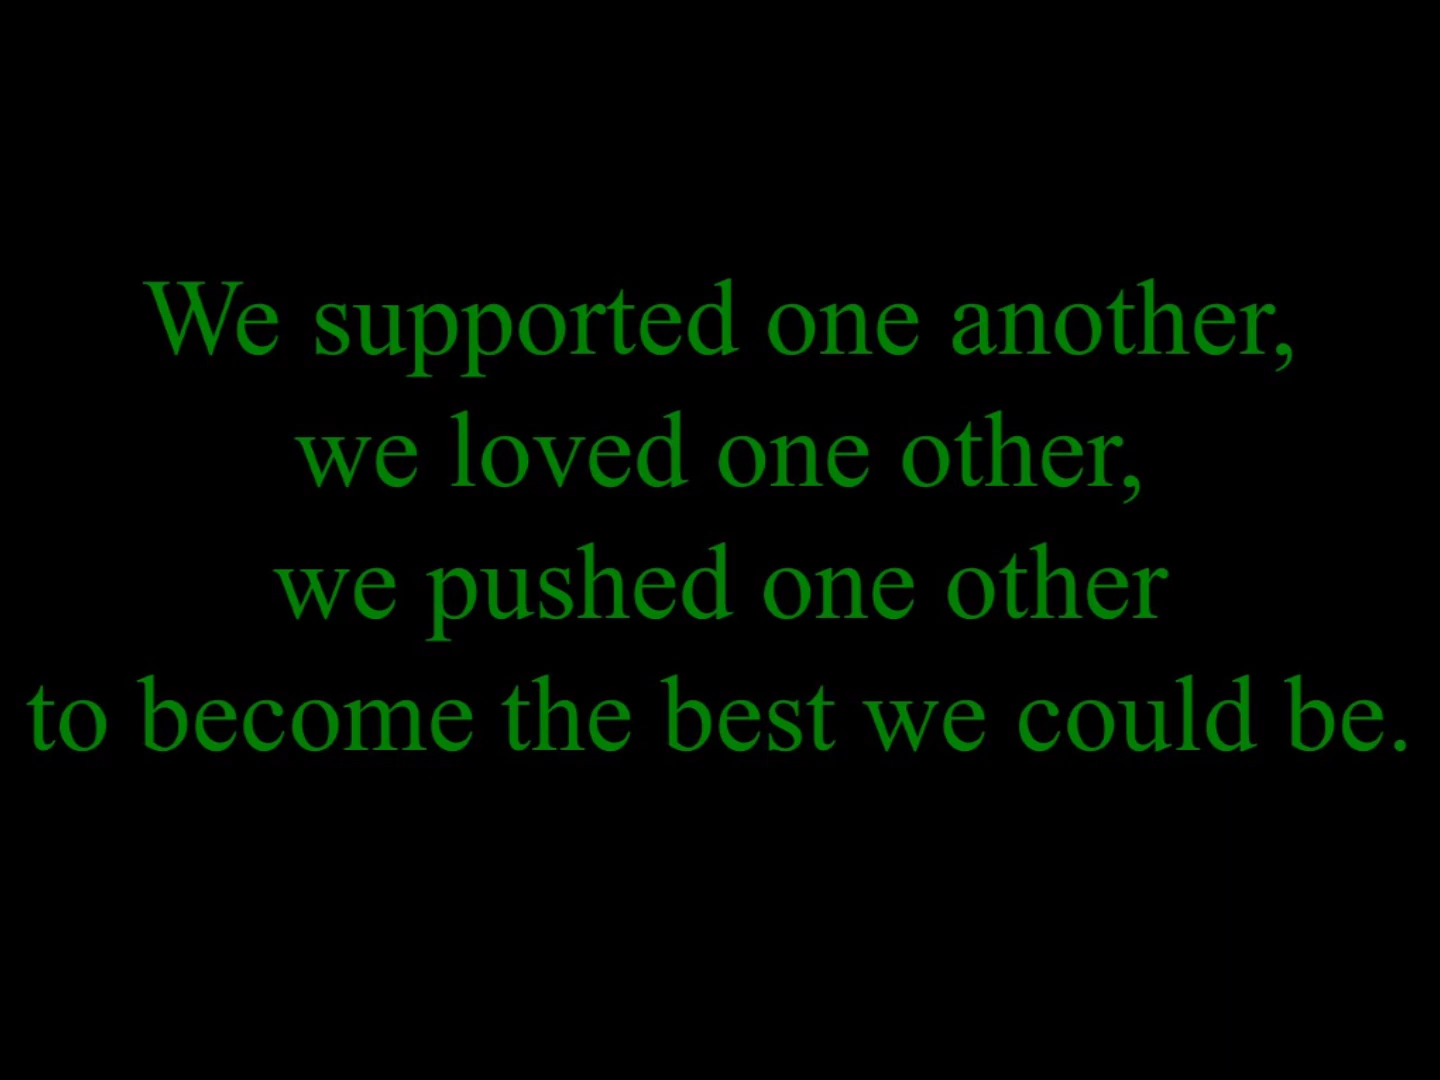 We supported one another,
we loved one other,
we pushed one other
to become the best we could be.